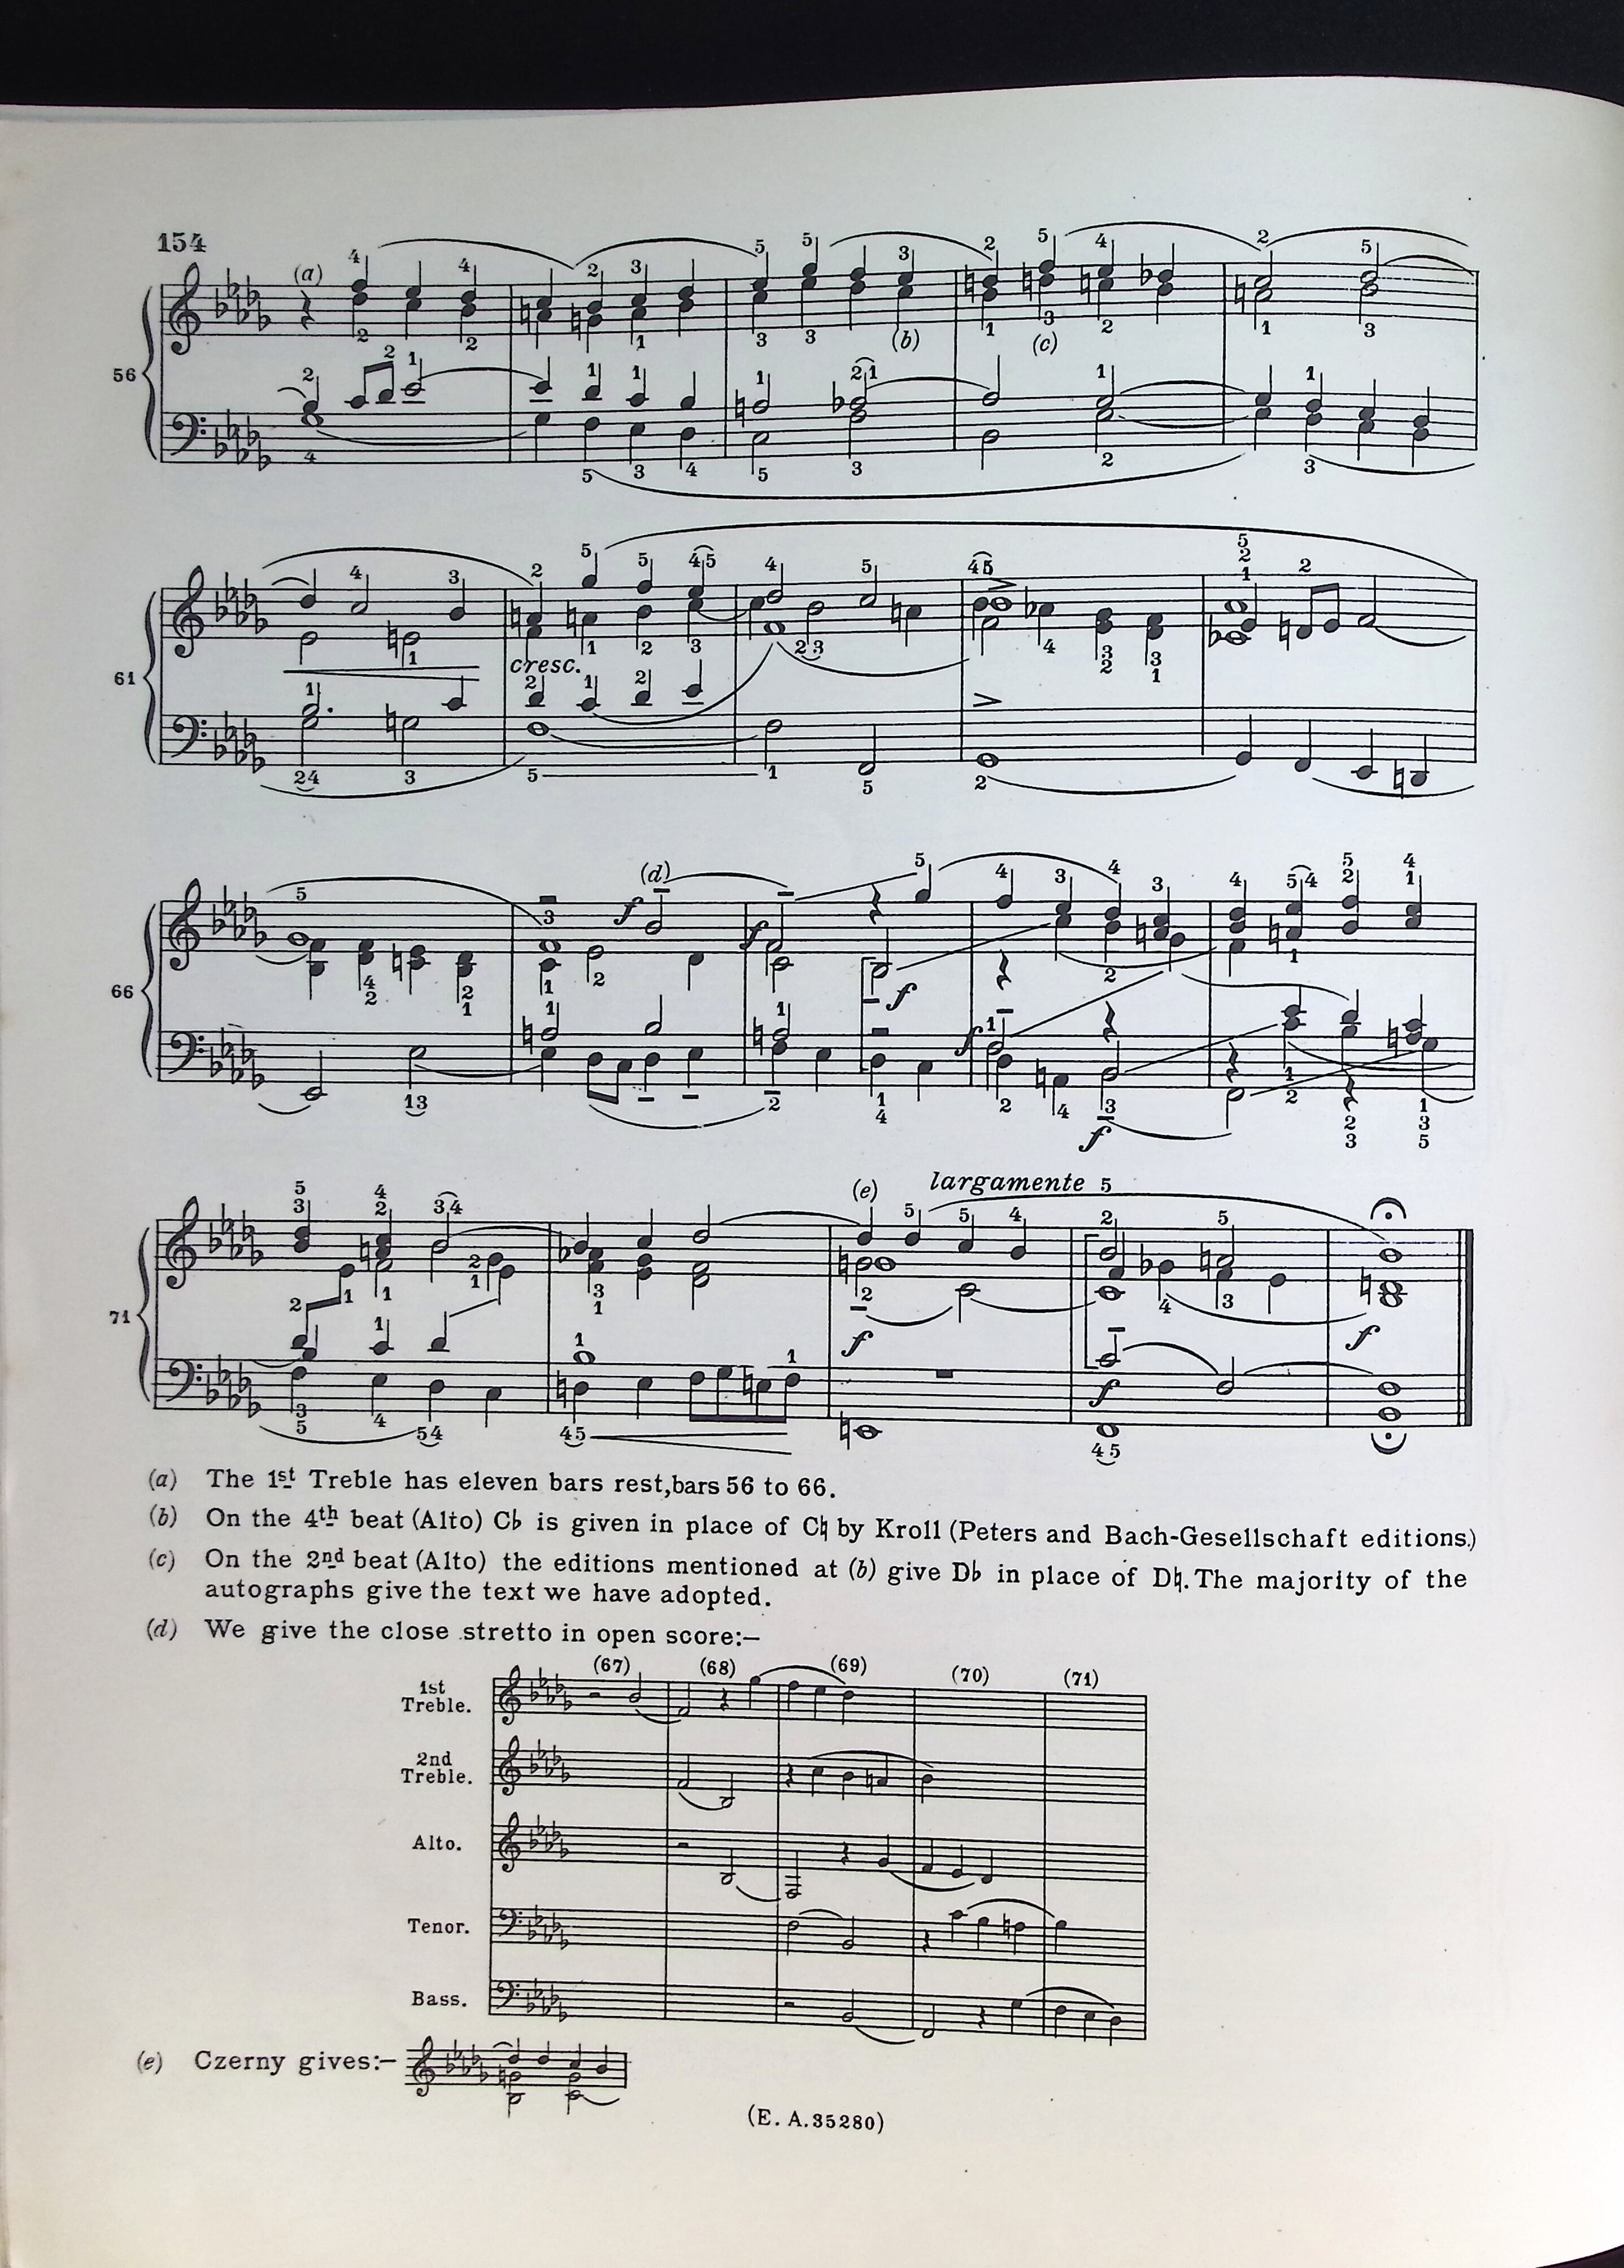 154
(a)
(b)
(c)
56
cresc.
61
(d)
f
f
f
f
f
66
(e)
largamente
f
f
f
71
(a) The 1st Treble has eleven bars rest, bars 56 to 66.
(b) On the 4th beat (Alto) C♭ is given in place of C♮ by Kroll (Peters and Bach-Gesellschaft editions.)
(c) On the 2nd beat (Alto) the editions mentioned at (b) give D♭ in place of D♮. The majority of the
autographs give the text we have adopted.
(d) We give the close stretto in open score:–
(67) (68) (69) (70) (71)
1st
Treble.
2nd
Treble.
Alto.
Tenor.
Bass.
(e) Czerny gives:–
(E. A. 35280)